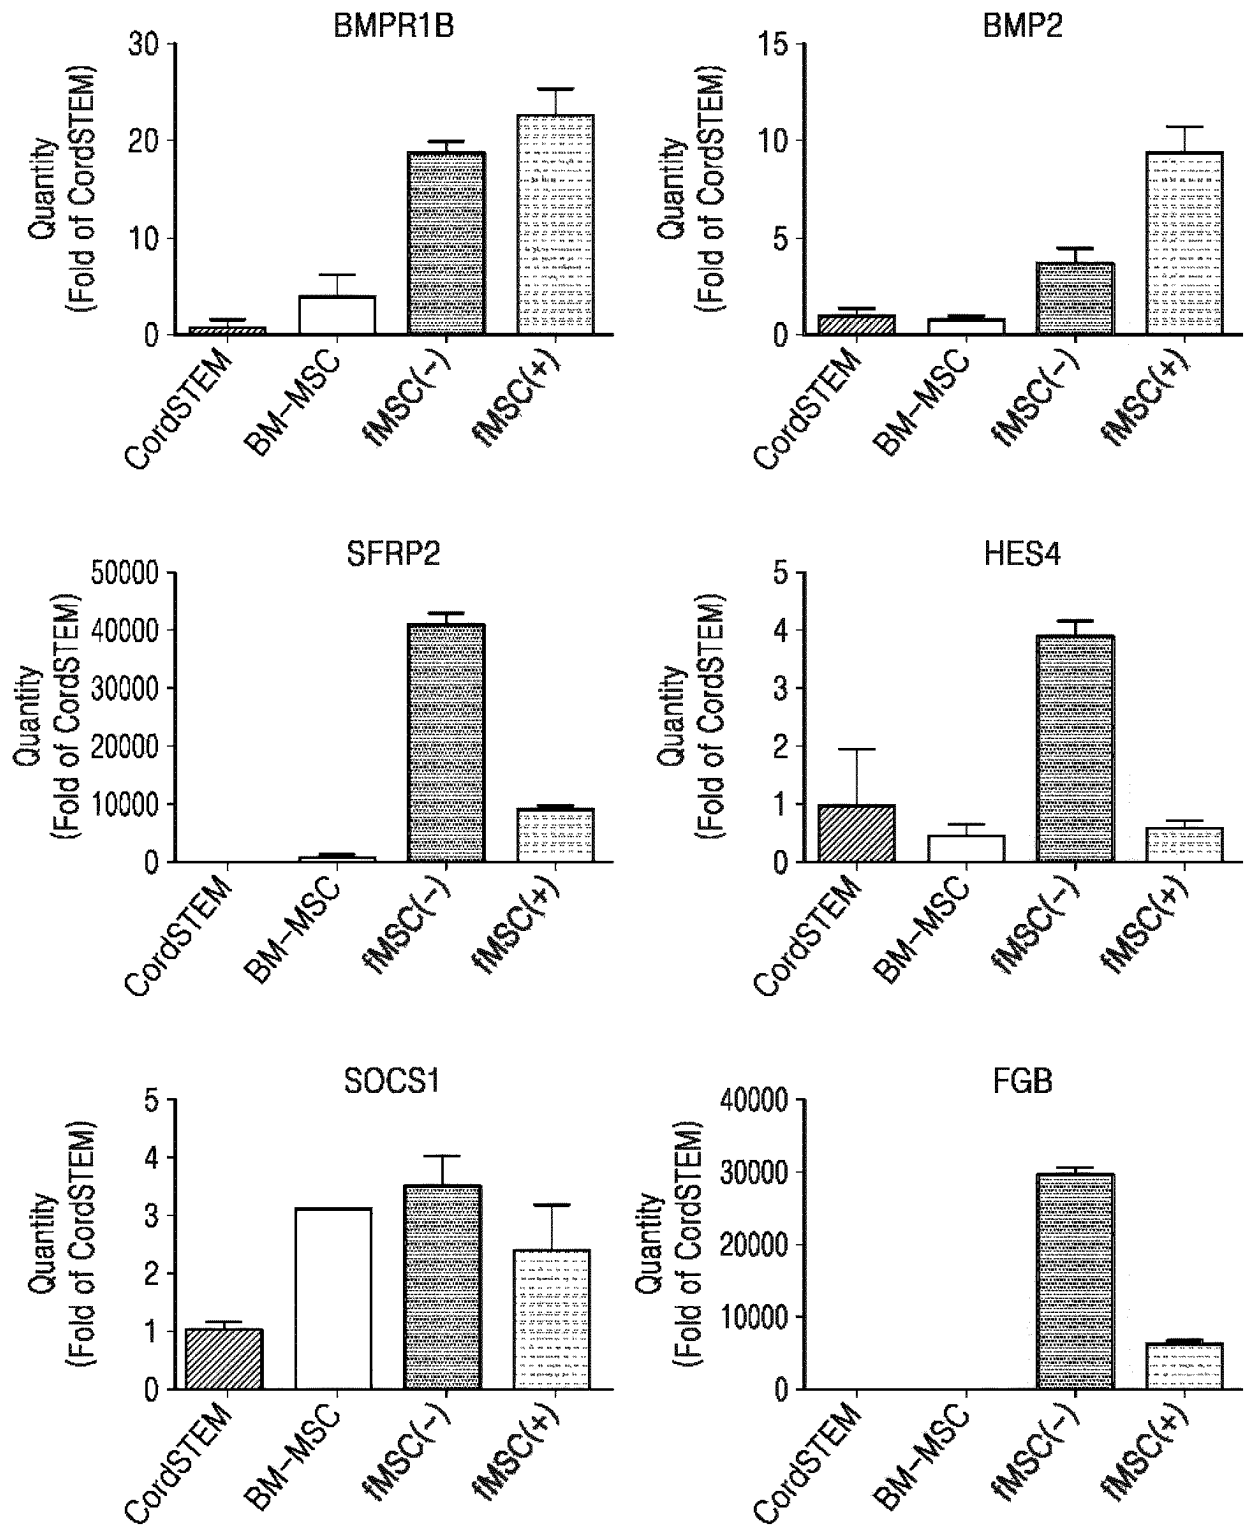 BMPR1B
Quantity
(Fold of CordSTEM)
30
20
10
0
CordSTEM
BM-MSC
fMSC(-)
fMSC(+)
BMP2
Quantity
(Fold of CordSTEM)
15
10
5
0
CordSTEM
BM-MSC
fMSC(-)
fMSC(+)
SFRP2
Quantity
(Fold of CordSTEM)
50000
40000
30000
20000
10000
0
CordSTEM
BM-MSC
fMSC(-)
fMSC(+)
HES4
Quantity
(Fold of CordSTEM)
5
4
3
2
1
0
CordSTEM
BM-MSC
fMSC(-)
fMSC(+)
SOCS1
Quantity
(Fold of CordSTEM)
5
4
3
2
1
0
CordSTEM
BM-MSC
fMSC(-)
fMSC(+)
FGB
Quantity
(Fold of CordSTEM)
40000
30000
20000
10000
0
CordSTEM
BM-MSC
fMSC(-)
fMSC(+)